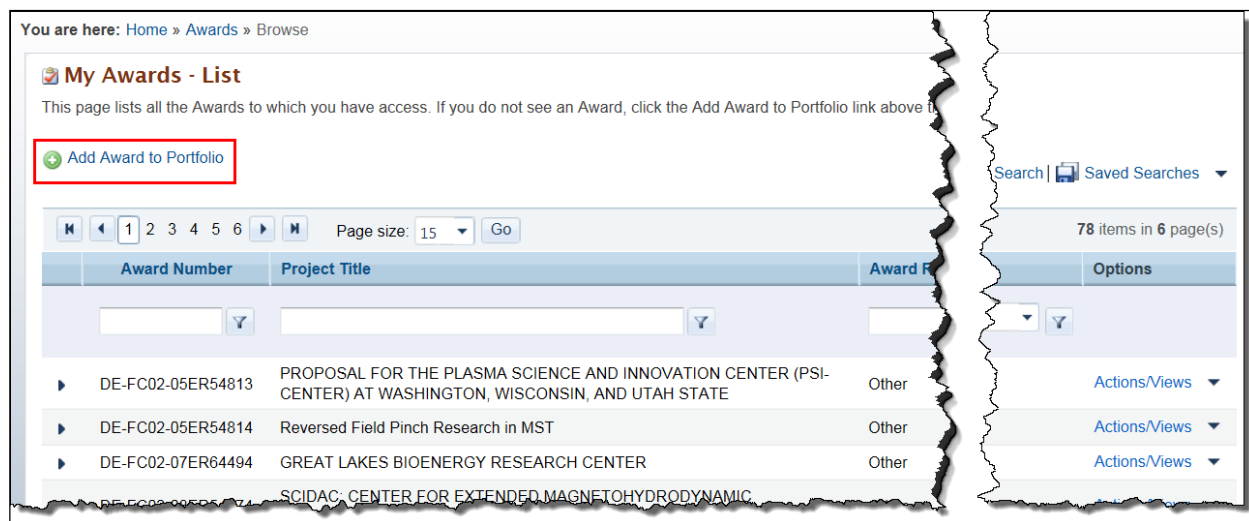 You are here: Home » Awards » Browse
My Awards - List
This page lists all the Awards to which you have access. If you do not see an Award, click the Add Award to Portfolio link above
Add Award to Portfolio
Search | Saved Searches
1 2 3 4 5 6 Page size: 15 Go 78 items in 6 page(s)
Award Number Project Title Award Options
DE-FC02-05ER54813 PROPOSAL FOR THE PLASMA SCIENCE AND INNOVATION CENTER (PSI- Other Actions/Views
CENTER) AT WASHINGTON, WISCONSIN, AND UTAH STATE
DE-FC02-05ER54814 Reversed Field Pinch Research in MST Other Actions/Views
DE-FC02-07ER64494 GREAT LAKES BIOENERGY RESEARCH CENTER Other Actions/Views
SCIDAC: CENTER FOR EXTENDED MAGNETOHYDRODYNAMIC